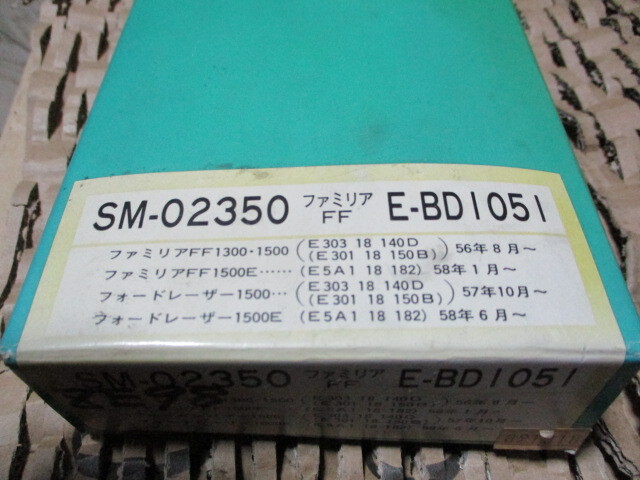 SM-02350 ファミリア FF E-BD1051
ファミリアFF1300・1500 (E303 18 140D) 56年8月～
((E301 18 150B))
ファミリアFF1500E…… (E5A1 18 182) 58年1月～
フォードレーザー1500… (E303 18 140D) 57年10月～
((E301 18 150B))
フォードレーザー1500E (E5A1 18 182) 58年6月～
SM-02350 ファミリア FF E-BD1051